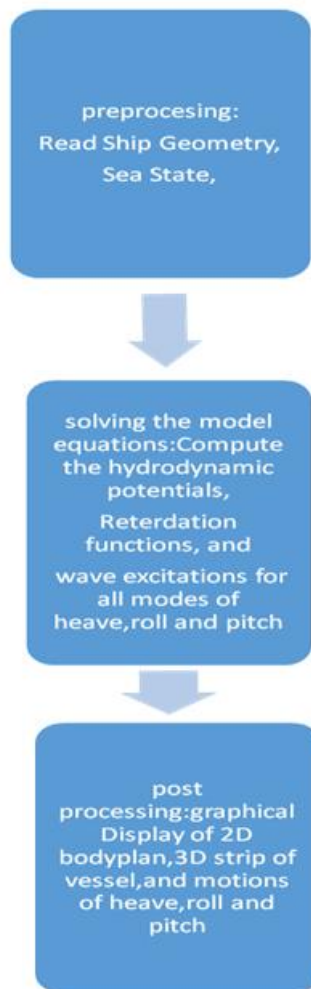 preprocesing:
Read Ship Geometry,
Sea State,
solving the model
equations:Compute
the hydrodynamic
potentials,
Reterdation
functions, and
wave excitations for
all modes of
heave,roll and pitch
post
processing:graphical
Display of 2D
bodyplan,3D strip of
vessel,and motions
of heave,roll and
pitch